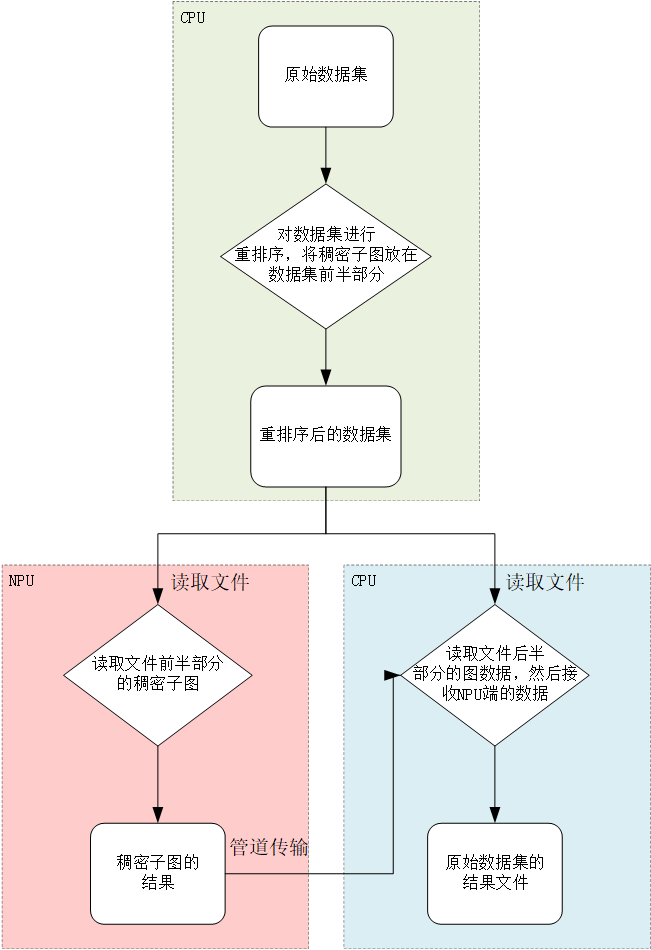 CPU
原始数据集
对数据集进行
重排序，将稠密子图放在
数据集前半部分
重排序后的数据集
NPU
读取文件
读取文件前半部分
的稠密子图
稠密子图的
结果
管道传输
CPU
读取文件
读取文件后半
部分的图数据，然后接
收NPU端的数据
原始数据集的
结果文件